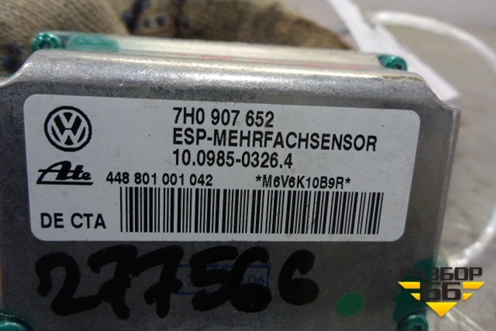 7H0 907 652
ESP-MEHRFACHSENSOR
10.0985-0326.4
Ate
448 801 001 042 *M6V6K10B9R*
DE CTA
277566
РАЗБОР
66